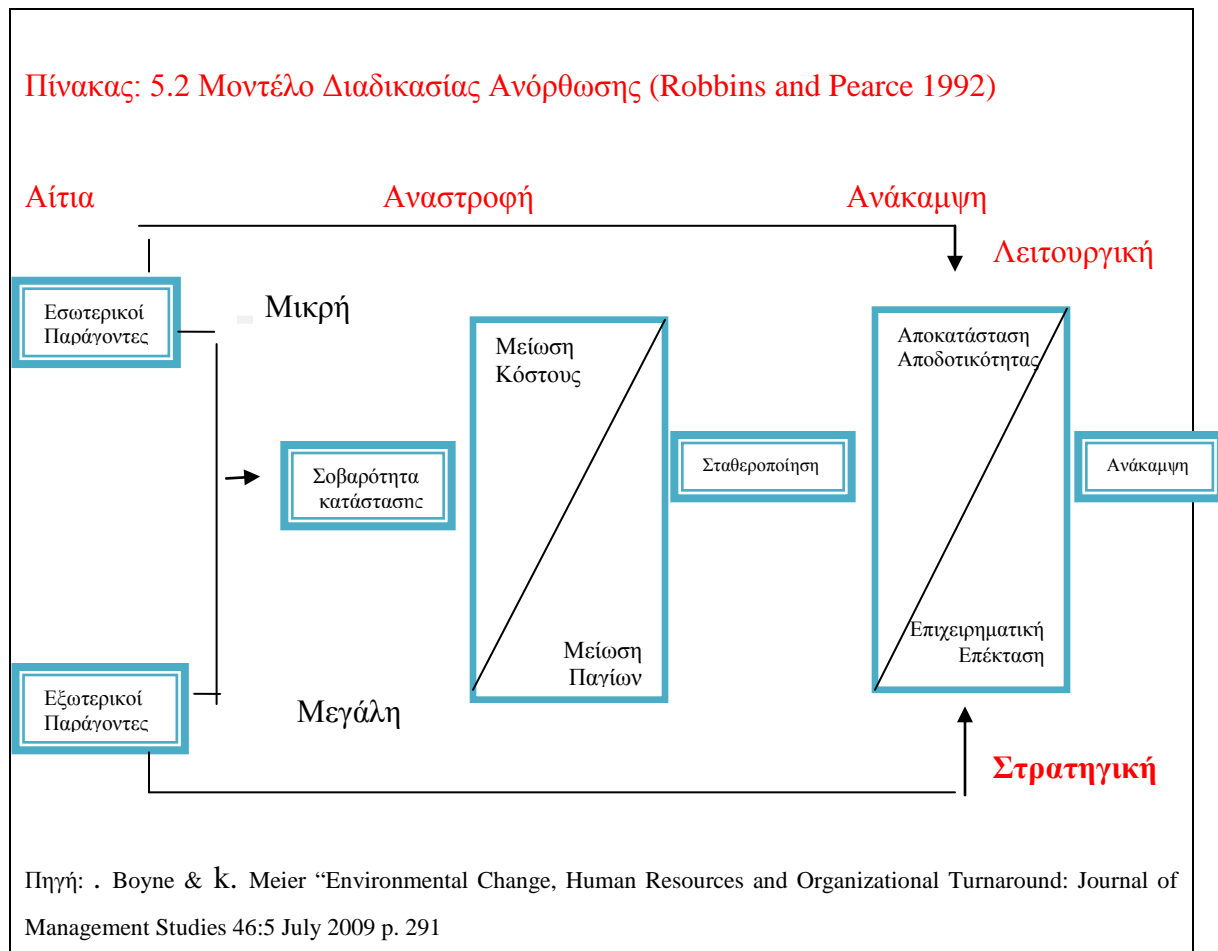 Πίνακας: 5.2 Μοντέλο Διαδικασίας Ανόρθωσης (Robbins and Pearce 1992)
Αίτια
Αναστροφή
Ανάκαμψη
Λειτουργική
Εσωτερικοί
Παράγοντες
Μικρή
Μείωση
Κόστους
Αποκατάσταση
Αποδοτικότητας
Σοβαρότητα
κατάστασης
Σταθεροποίηση
Ανάκαμψη
Μείωση
Παγίων
Επιχειρηματική
Επέκταση
Εξωτερικοί
Παράγοντες
Μεγάλη
Στρατηγική
Πηγή: . Boyne & k. Meier “Environmental Change, Human Resources and Organizational Turnaround: Journal of
Management Studies 46:5 July 2009 p. 291